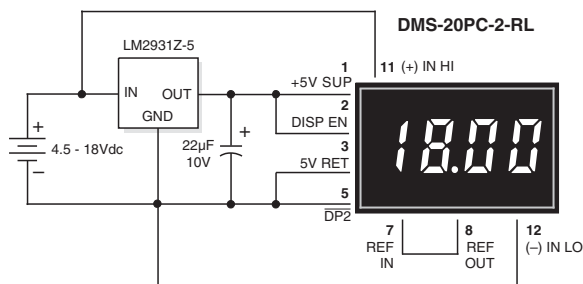 DMS-20PC-2-RL
LM2931Z-5
1
11 (+) IN HI
+5V SUP
IN
OUT
2
GND
DISP EN
+
+
4.5 - 18Vdc
22µF
10V
3
5V RET
18.00
–
5
DP2
7
8
12
REF
IN
REF
OUT
(–) IN LO